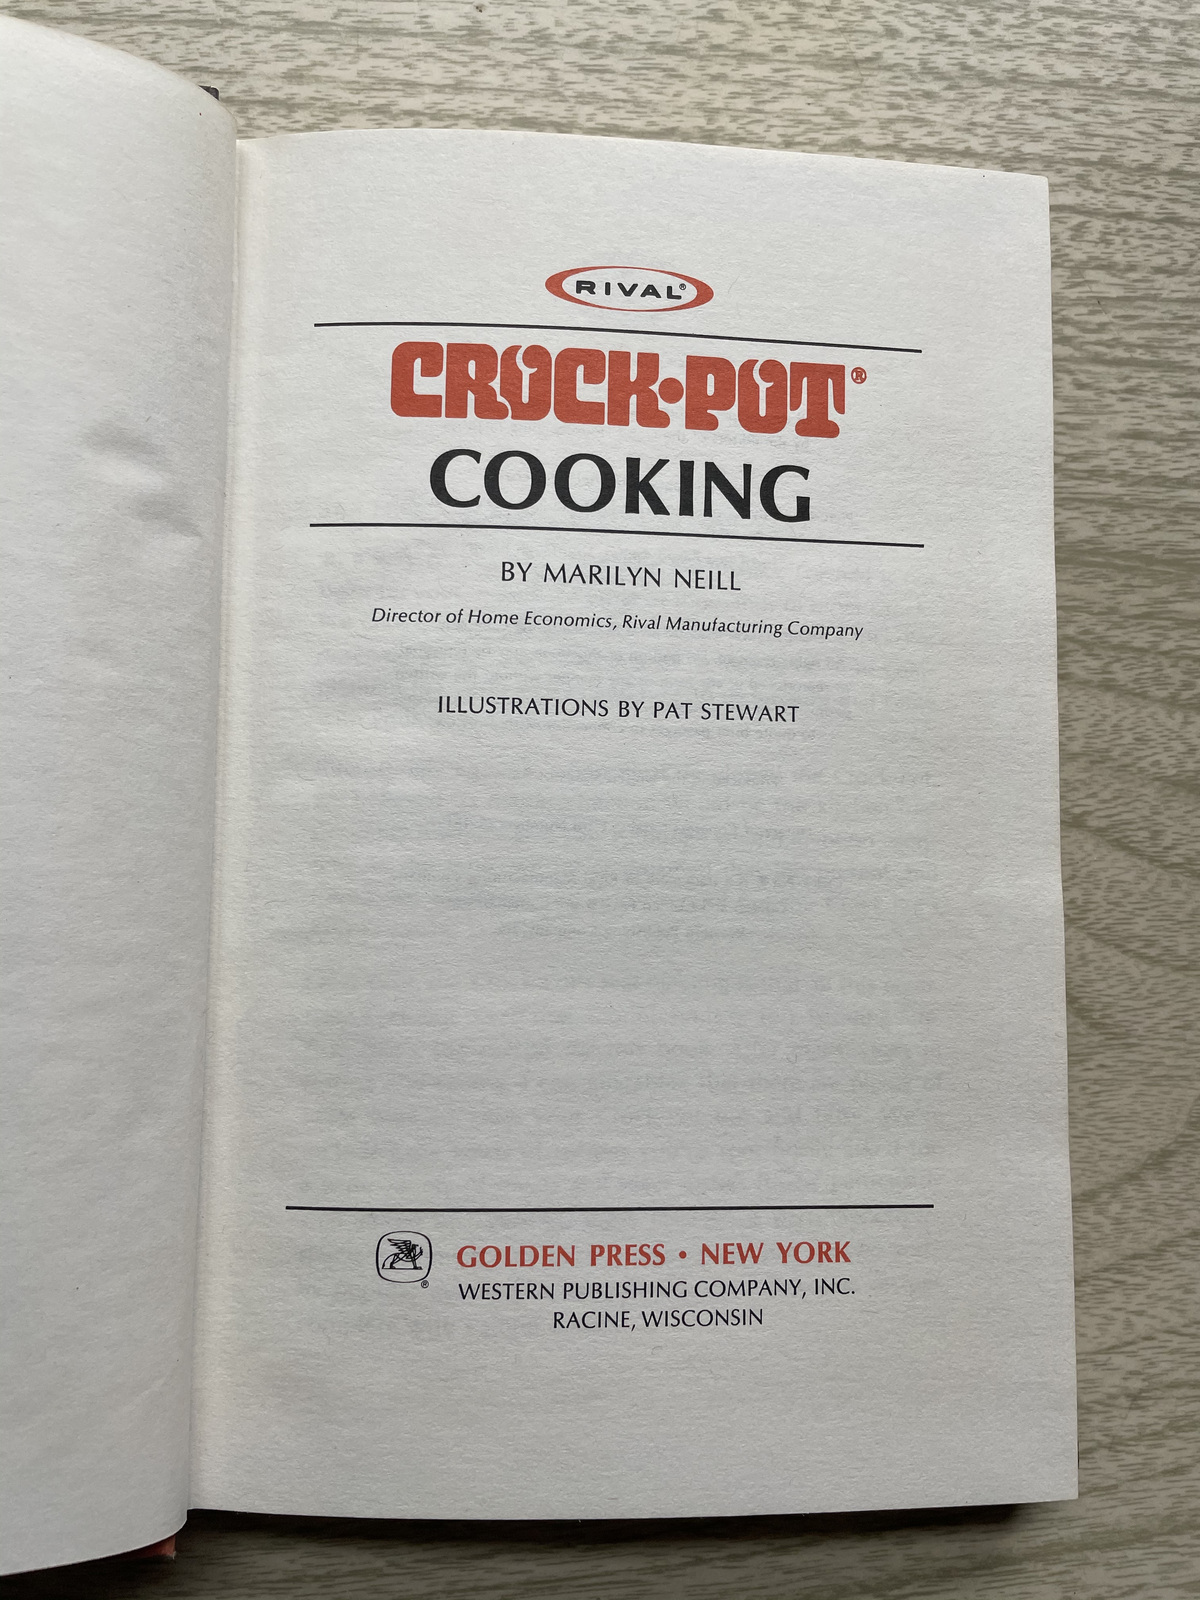 RIVAL®
CROCK•POT®
COOKING
BY MARILYN NEILL
Director of Home Economics, Rival Manufacturing Company
ILLUSTRATIONS BY PAT STEWART
GOLDEN PRESS • NEW YORK
®
WESTERN PUBLISHING COMPANY, INC.
RACINE, WISCONSIN